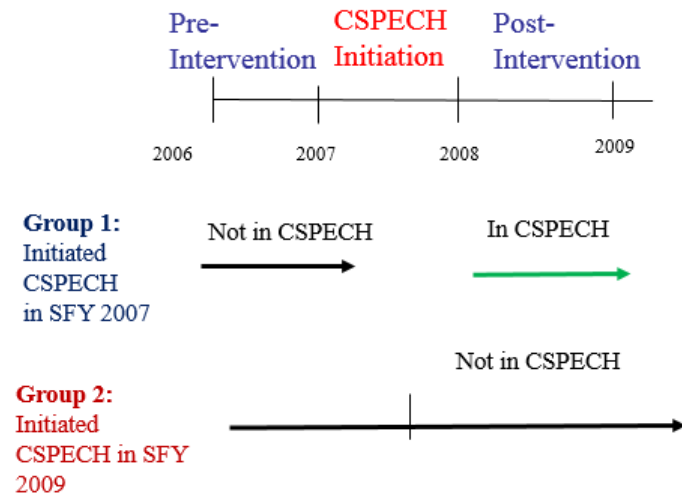 Pre-
Intervention
CSPECH
Initiation
Post-
Intervention
2006
2007
2008
2009
Group 1:
Initiated
CSPECH
in SFY 2007
Not in CSPECH
In CSPECH
Group 2:
Initiated
CSPECH in SFY
2009
Not in CSPECH